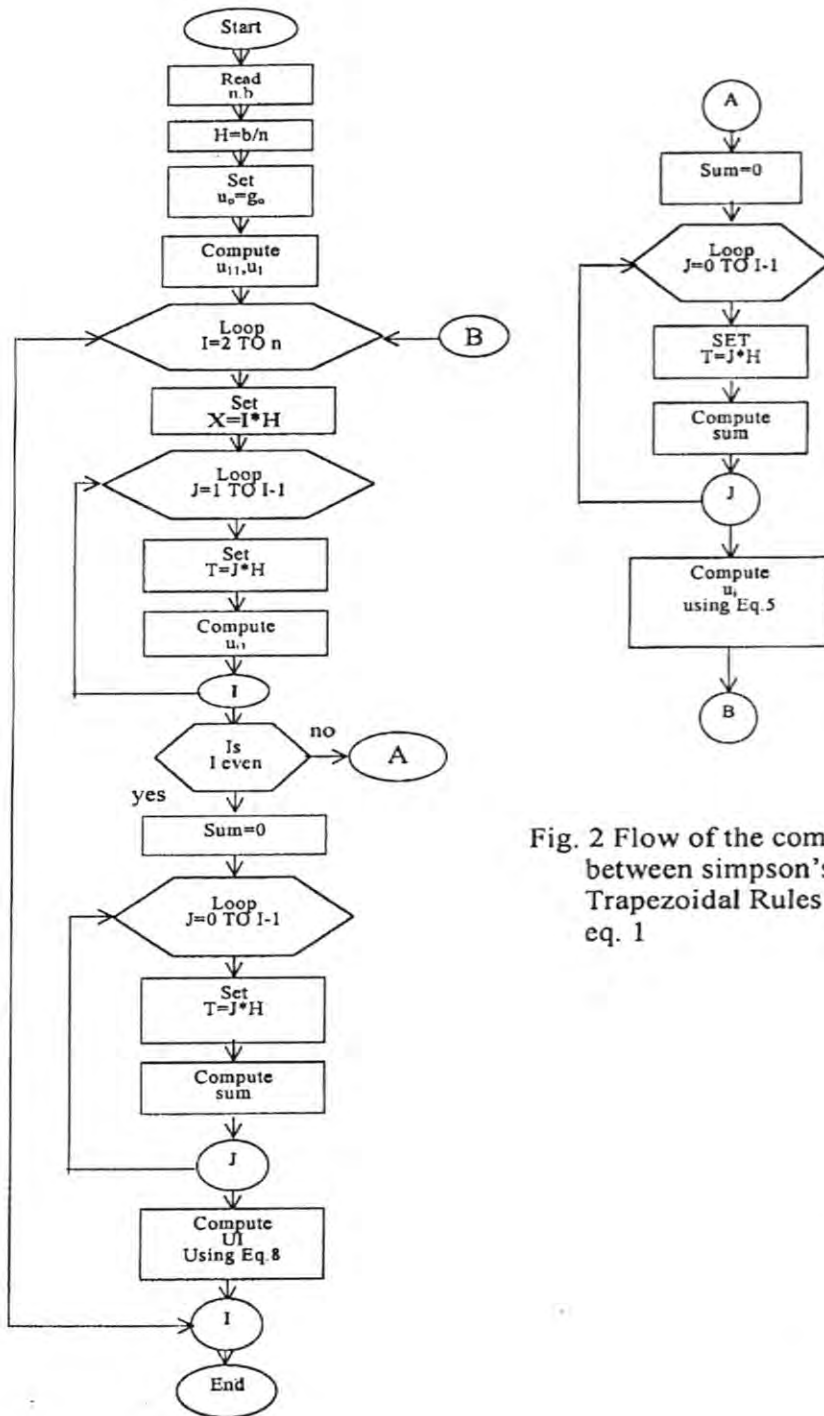 Start
Read
n,b
H=b/n
Set
uₒ=gₒ
Compute
u₁₁,u₁
Loop
I=2 TO n
B
Set
X=I*H
Loop
J=1 TO I-1
Set
T=J*H
Compute
I
Is
I even
no
A
yes
Sum=0
Loop
J=0 TO I-1
Set
T=J*H
Compute
sum
J
Compute
UI
Using Eq.8
I
End
A
Sum=0
Loop
J=0 TO I-1
SET
T=J*H
Compute
sum
J
Compute
uᵢ
using Eq.5
B
Fig. 2 Flow of the com
between simpson's
Trapezoidal Rules
eq. 1